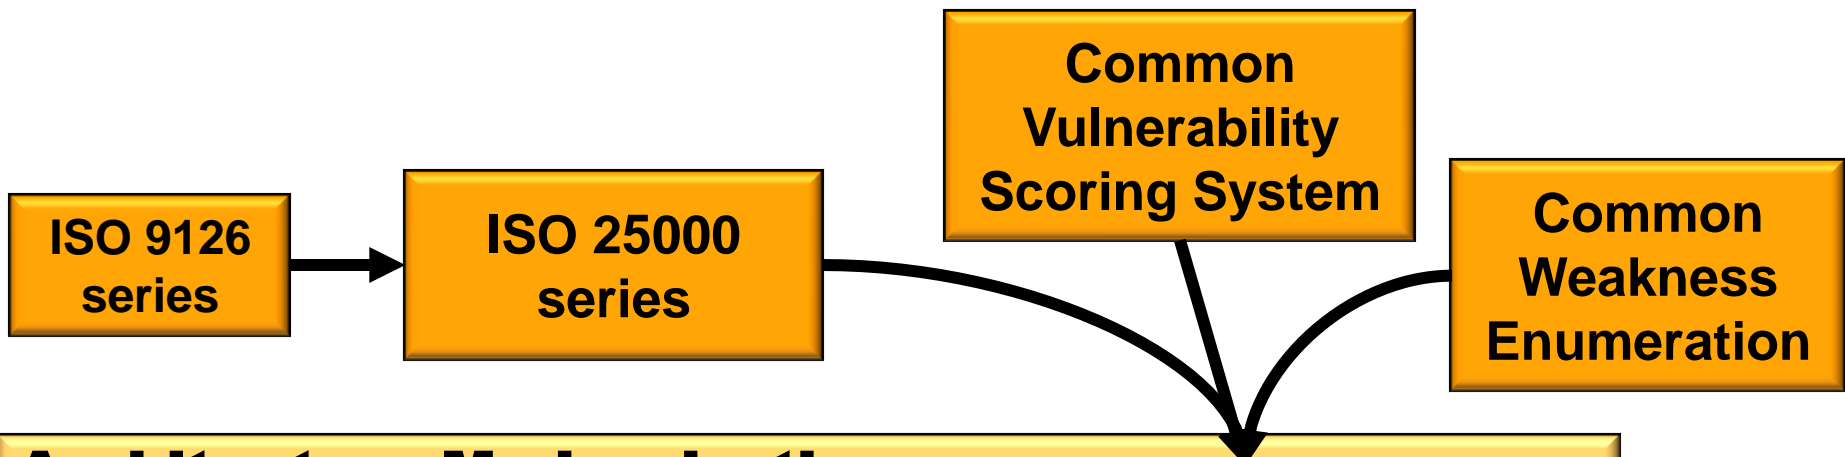 ISO 9126
series
ISO 25000
series
Common
Vulnerability
Scoring System
Common
Weakness
Enumeration